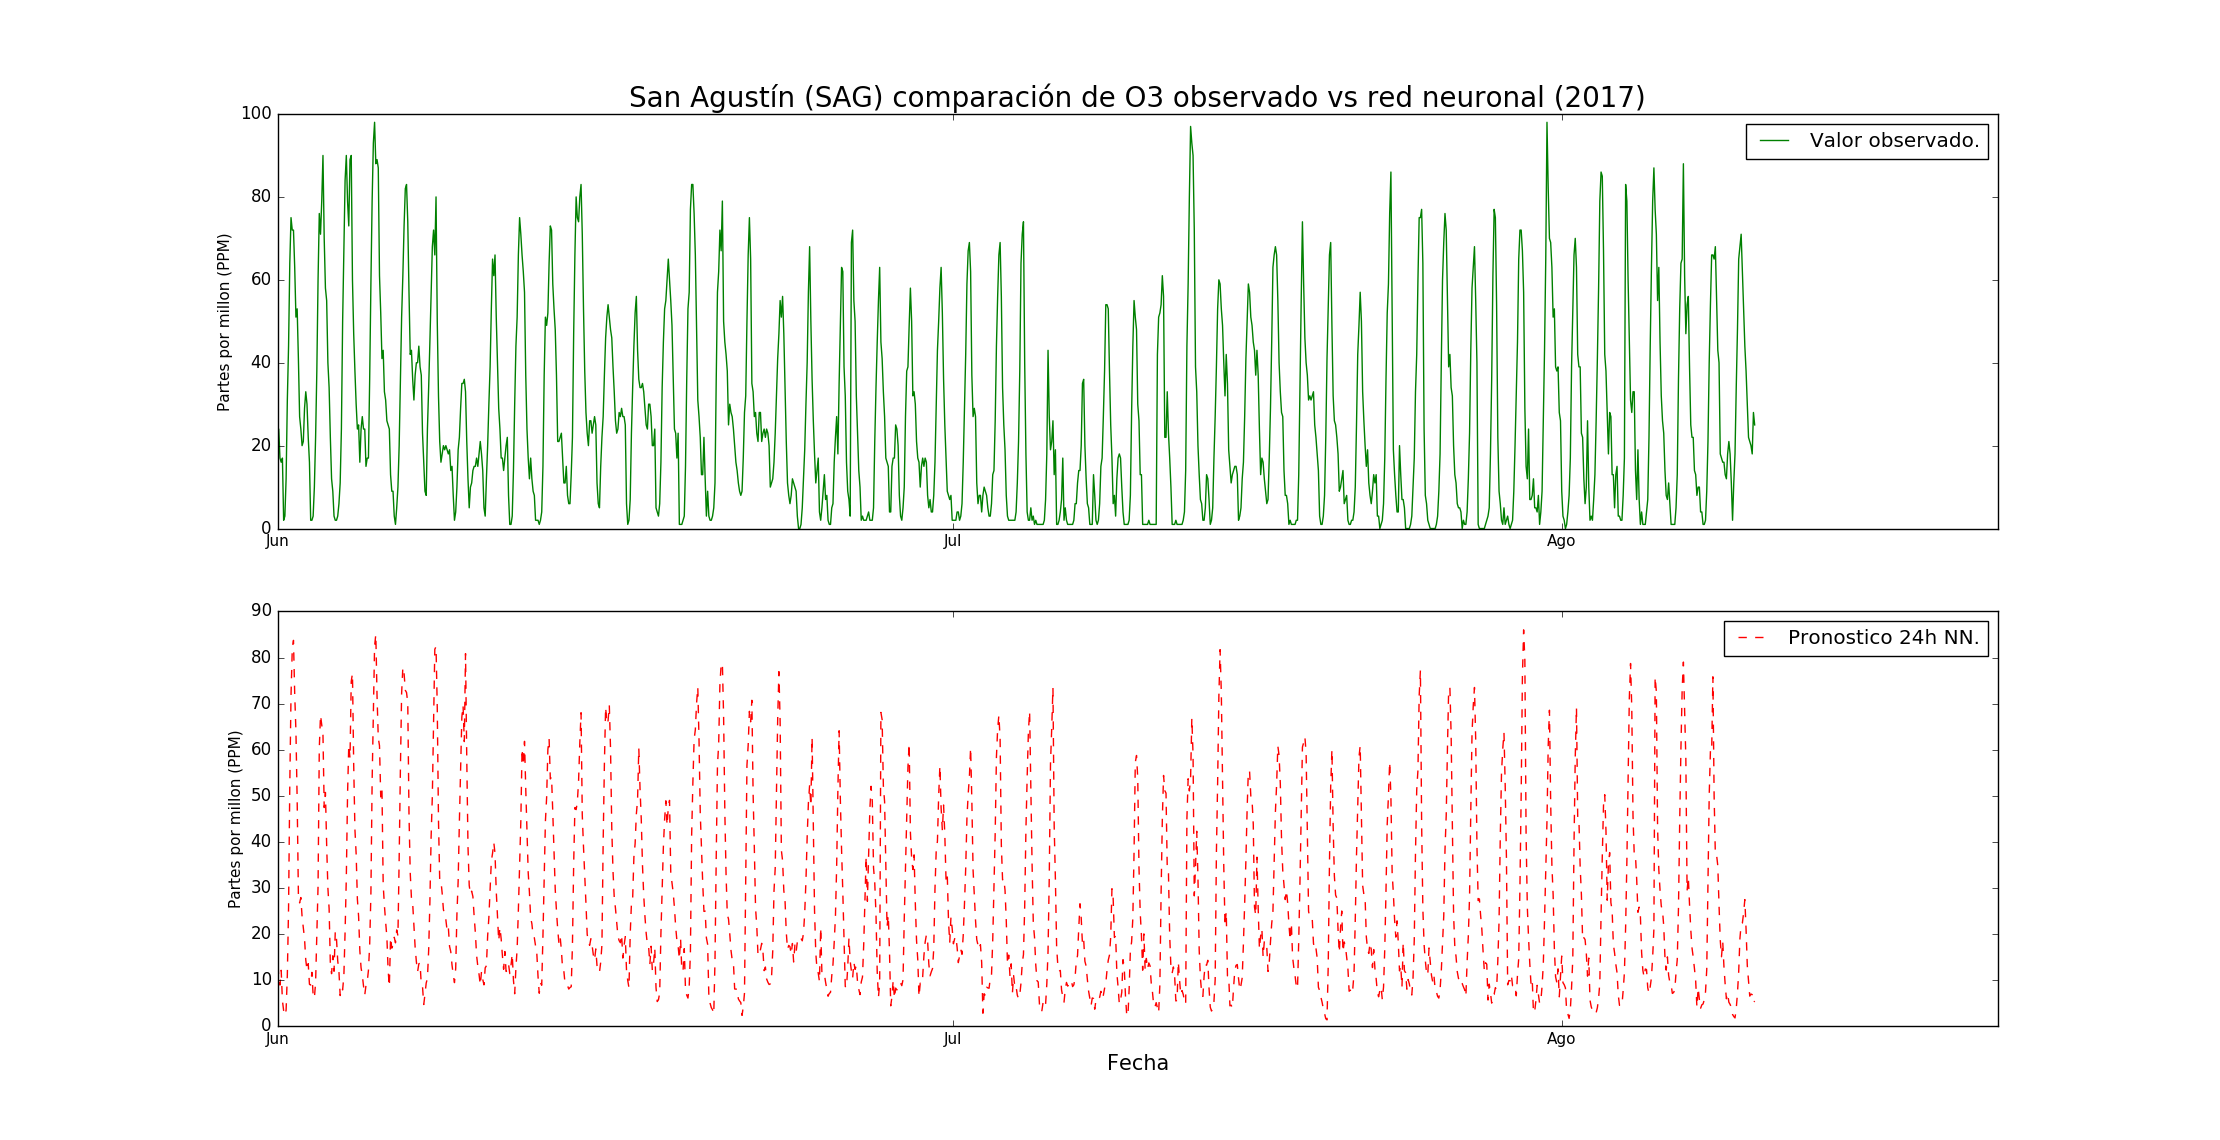 San Agustín (SAG) comparación de O3 observado vs red neuronal (2017)
100
80
60
40
20
0
Partes por millon (PPM)
Valor observado.
Jun
Jul
Ago
90
80
70
60
50
40
30
20
10
0
Partes por millon (PPM)
Pronostico 24h NN.
Jun
Jul
Ago
Fecha